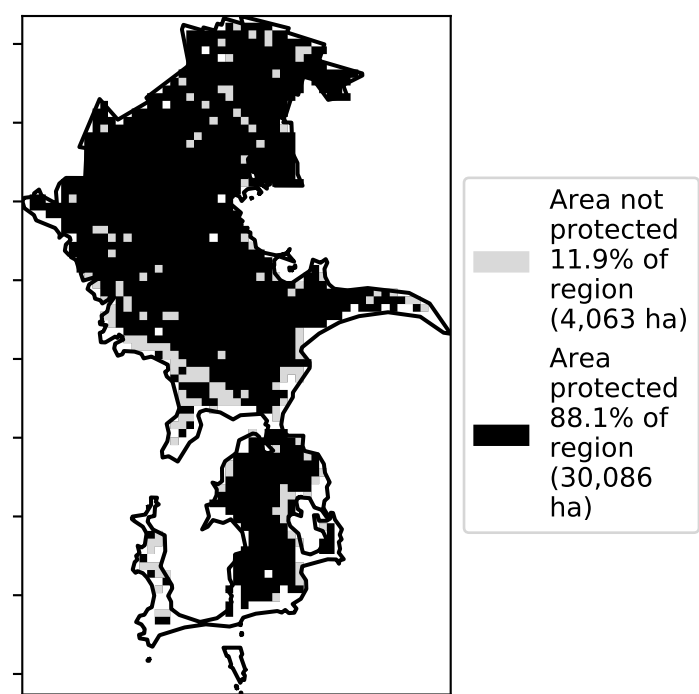 Area not
protected
11.9% of
region
(4,063 ha)
Area
protected
88.1% of
region
(30,086
ha)